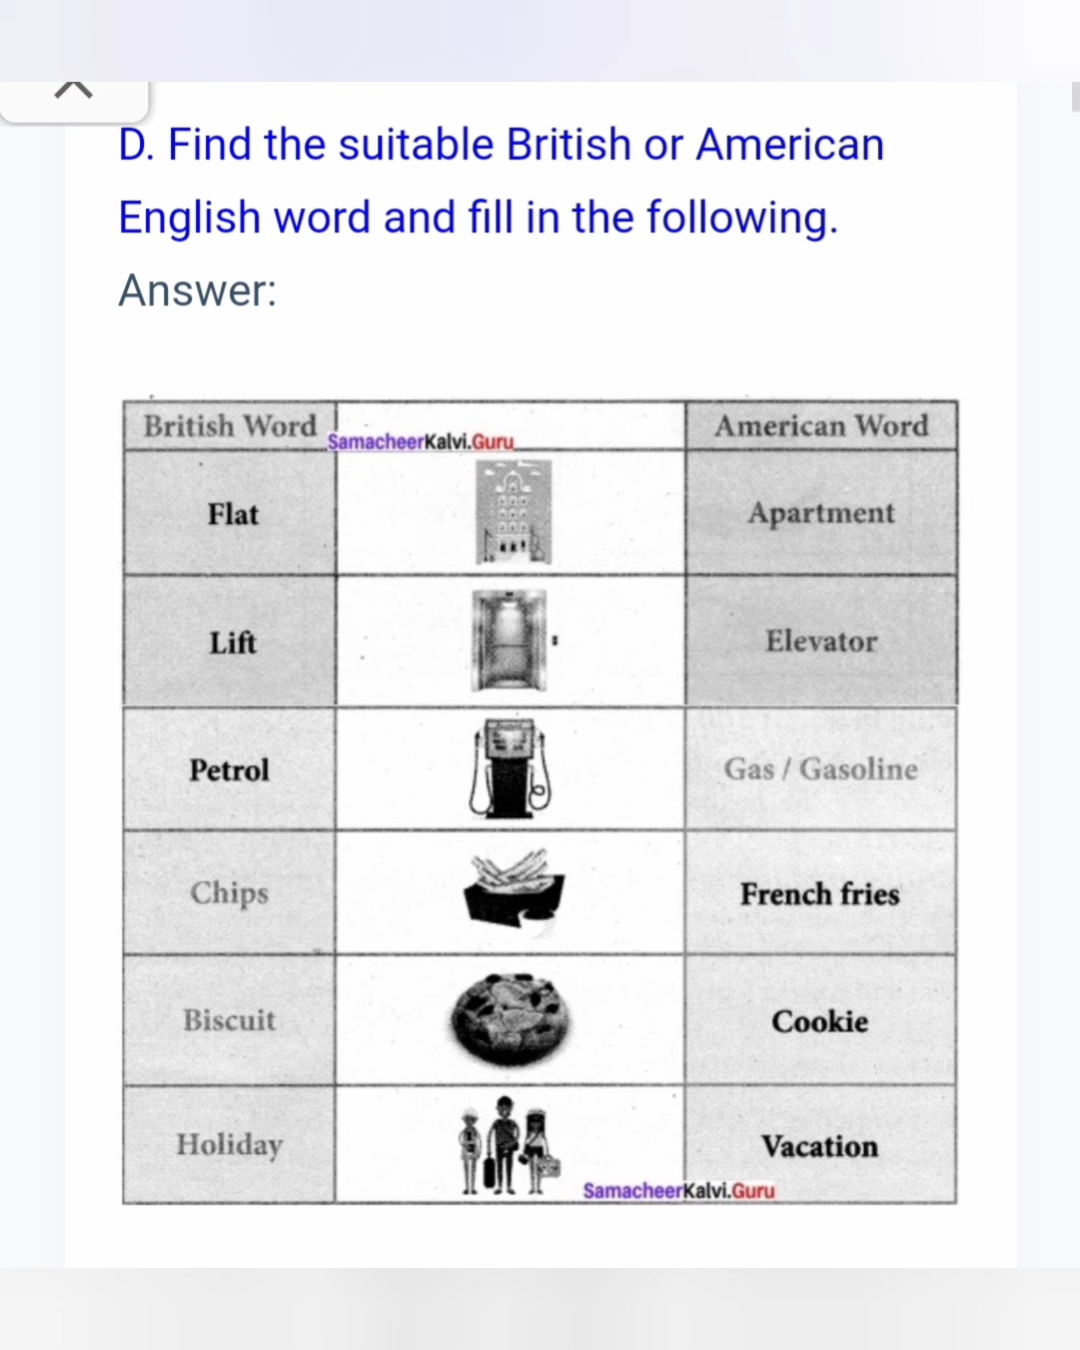 D. Find the suitable British or American
English word and fill in the following.
Answer:
British Word SamacheerKalvi.Guru American Word
Flat Apartment
Lift Elevator
Petrol Gas / Gasoline
Chips French fries
Biscuit Cookie
Holiday Vacation
SamacheerKalvi.Guru